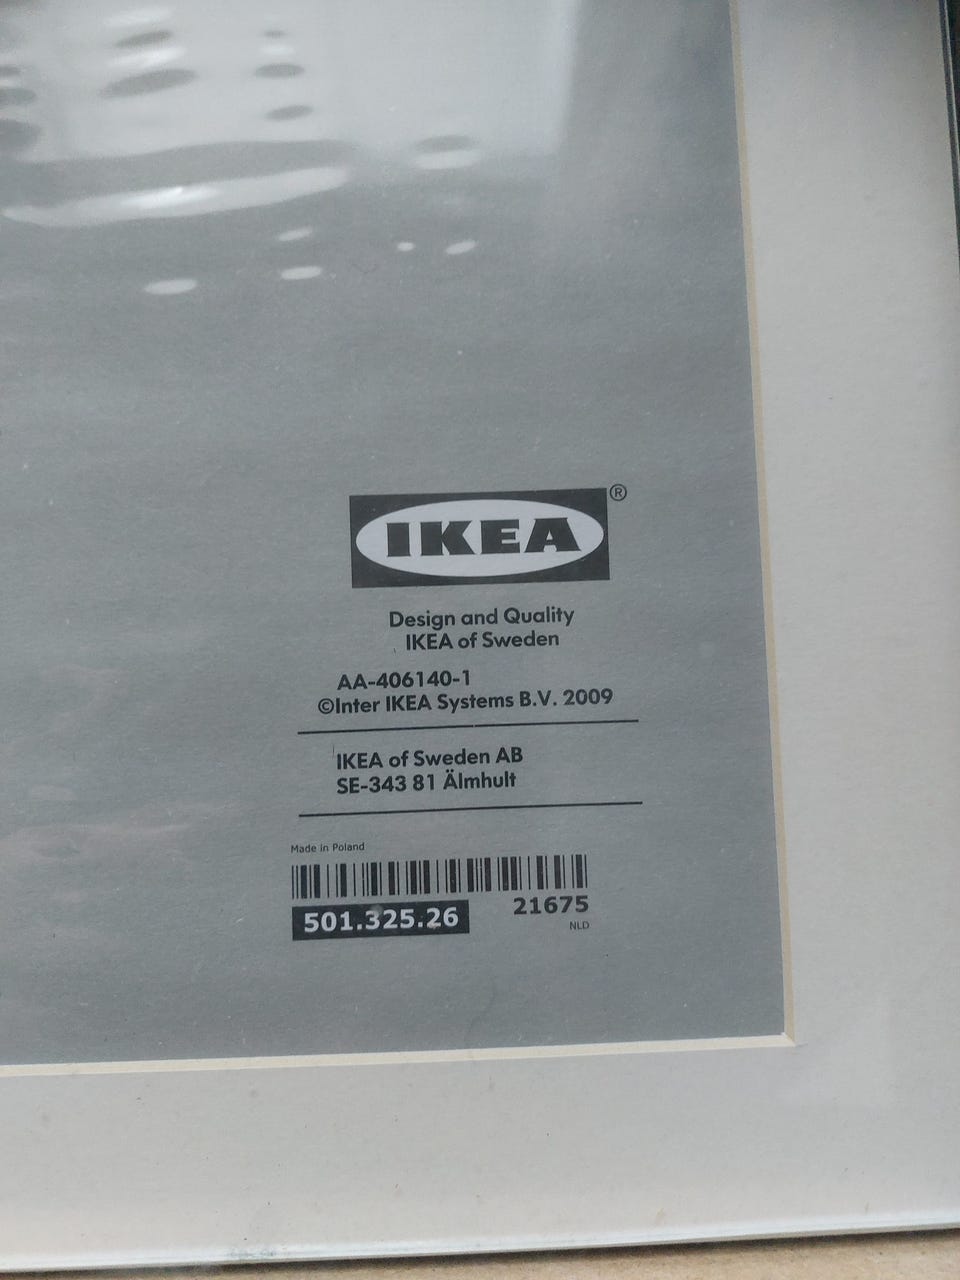 IKEA®
Design and Quality
IKEA of Sweden
AA-406140-1
©Inter IKEA Systems B.V. 2009
IKEA of Sweden AB
SE-343 81 Älmhult
Made in Poland
501.325.26
21675
NLD